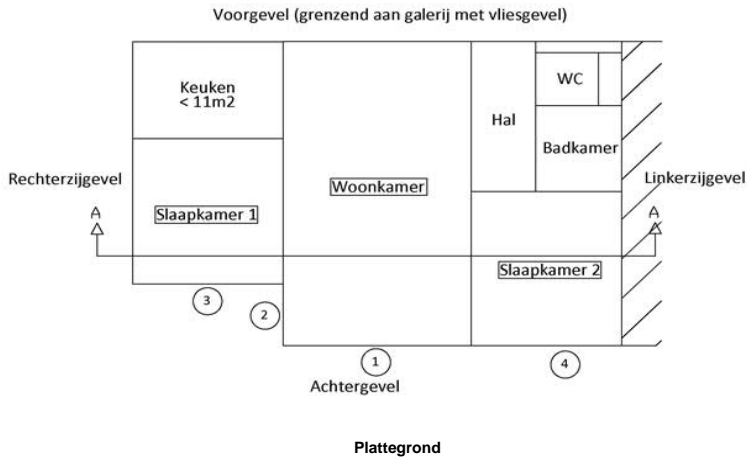 Voorgevel (grenzend aan galerij met vliesgevel)
Keuken
< 11m2
WC
Hal
Badkamer
Rechterzijgevel
Woonkamer
Linkerzijgevel
A
Slaapkamer 1
A
Slaapkamer 2
3
2
1
4
Achtergevel
Plattegrond